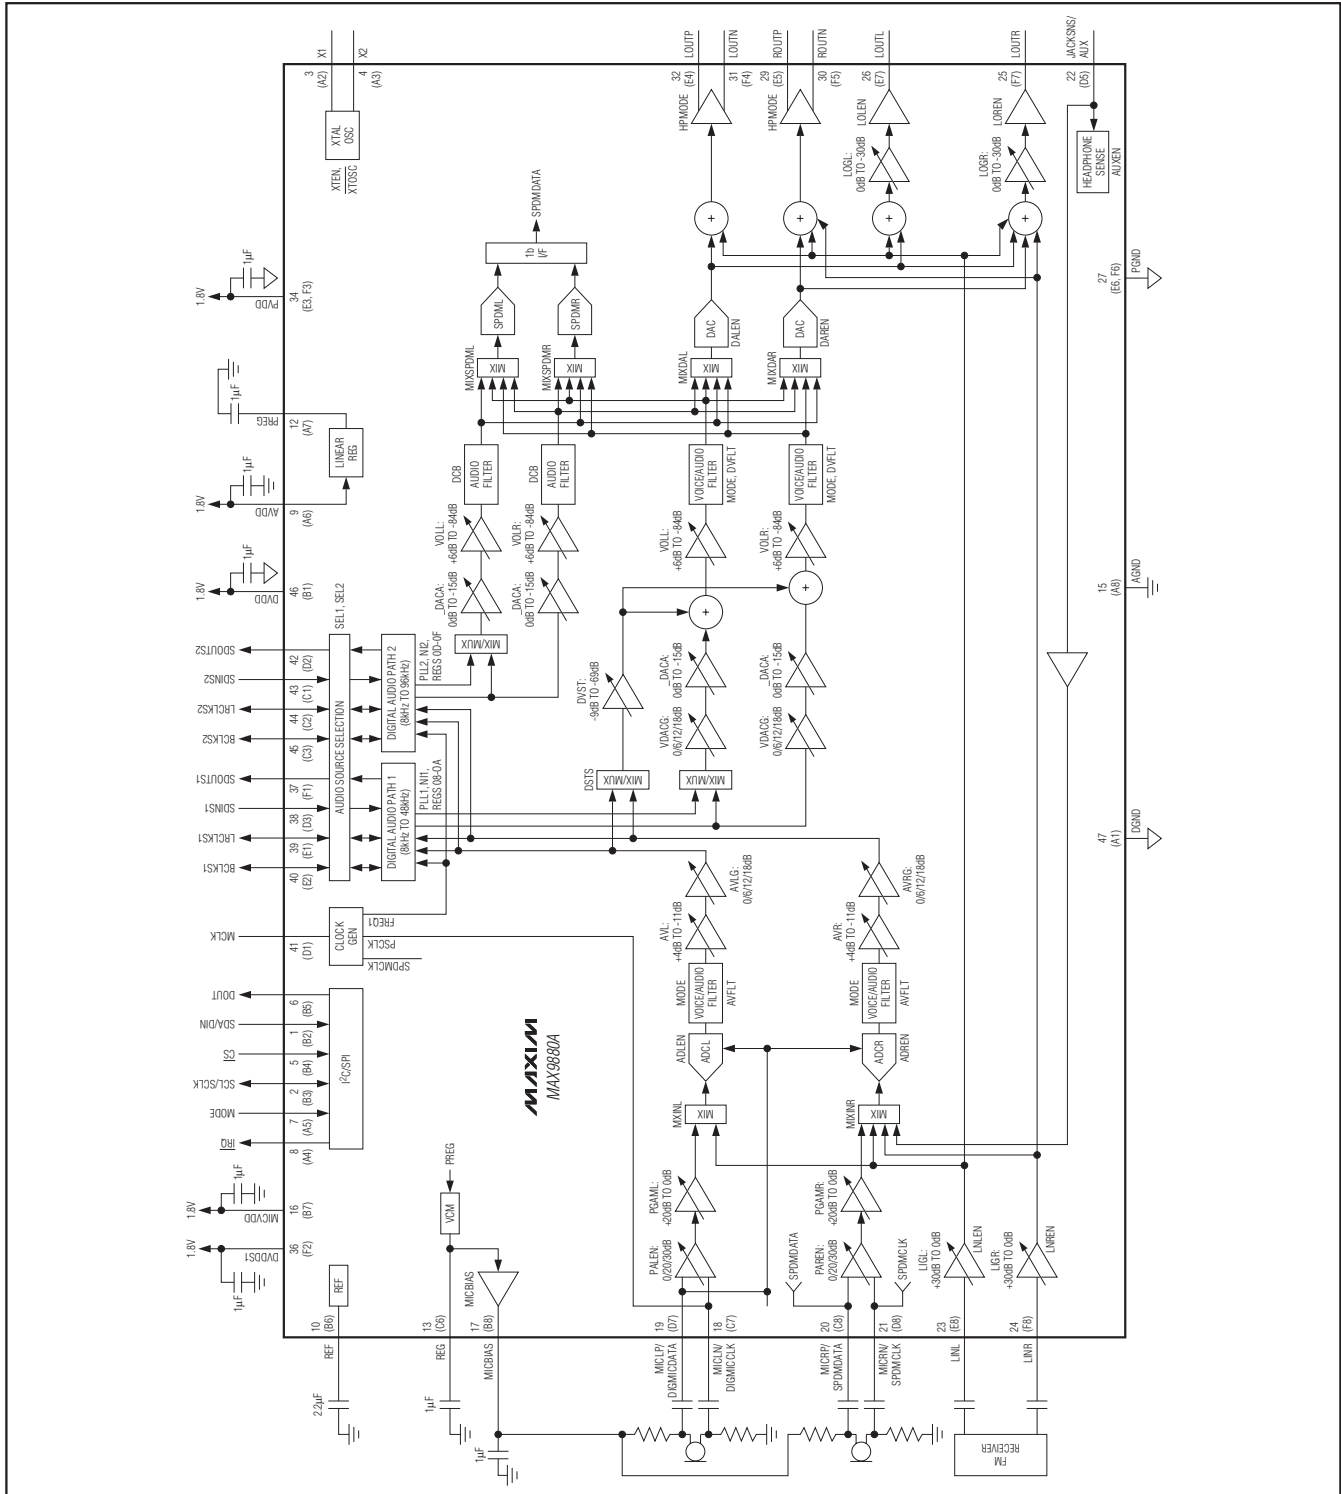 X1
X2
3
(A2)
4
(A3)
XTAL
OSC
XTEN,
XTOSC
LOUTP
LOUTN
ROUTP
ROUTN
LOUTL
LOUTR
JACKSNS/
AUX
32
(E4)
31
(F4)
29
(E5)
30
(F5)
26
(E7)
25
(F7)
22
(D5)
HPMODE
HPMODE
LOLEN
LOREN
LOGL:
0dB TO -30dB
LOGR:
0dB TO -30dB
HEADPHONE
SENSE
AUXEN
+
+
+
+
SPDMDATA
1b
I/F
SPDML
SPDMR
DAC
DALEN
DAC
DAREN
MIXSPDML
MIX
MIXSPDMR
MIX
MIXDAL
MIX
MIXDAR
MIX
1.8V
1µF
PVDD
34
(E3, F3)
27
(E6, F6)
PGND
1µF
PREG
12
(A7)
LINEAR
REG
1.8V
1µF
AVDD
9
(A6)
1.8V
1µF
DVDD
46
(B1)
DCB
AUDIO
FILTER
DCB
AUDIO
FILTER
VOICE/AUDIO
FILTER
MODE, DVFLT
VOICE/AUDIO
FILTER
MODE, DVFLT
VOLL:
+6dB TO -84dB
VOLR:
+6dB TO -84dB
VOLL:
+6dB TO -84dB
VOLR:
+6dB TO -84dB
_DACA:
0dB TO -15dB
_DACA:
0dB TO -15dB
+
+
15
(A8)
AGND
SEL1, SEL2
AUDIO SOURCE SELECTION
SDOUTS2
42
(D2)
SDINS2
43
(C1)
LRCLKS2
44
(C2)
BCLKS2
45
(C3)
SDOUTS1
37
(F1)
SDINS1
38
(D3)
LRCLKS1
39
(E1)
BCLKS1
40
(E2)
DIGITAL AUDIO PATH 2
(8kHz TO 96kHz)
PLL2, NI2,
REGS 0D-0F
DIGITAL AUDIO PATH 1
(8kHz TO 48kHz)
PLL1, NI1,
REGS 08-0A
MIX/MUX
DVST:
-9dB TO -69dB
_DACA:
0dB TO -15dB
_DACA:
0dB TO -15dB
VDACG:
0/6/12/18dB
VDACG:
0/6/12/18dB
DSTS
MIX/MUX
MIX/MUX
47
(A1)
DGND
MCLK
41
(D1)
CLOCK
GEN
FREQ1
PSCLK
SPDMCLK
AVLG:
0/6/12/18dB
AVRG:
0/6/12/18dB
AVL:
+4dB TO -11dB
AVR:
+4dB TO -11dB
MODE
VOICE/AUDIO
FILTER
AVFLT
MODE
VOICE/AUDIO
FILTER
AVFLT
ADLEN
ADCL
ADCR
ADREN
DOUT
6
(B5)
SDA/DIN
1
(B2)
CS
5
(B4)
SCL/SCLK
2
(B3)
MODE
7
(A5)
IRQ
8
(A4)
I2C/SPI
MAXIM
MAX9880A
MXINL
MIX
MIXINR
MIX
1.8V
1µF
MICVDD
16
(B7)
1.8V
1µF
DVDDS1
36
(F2)
PREG
VCM
MICBIAS
REF
PGAML:
+20dB TO 0dB
PGAMR:
+20dB TO 0dB
PALEN:
0/20/30dB
PAREN:
0/20/30dB
SPDMDATA
SPDMCLK
LIGL:
+30dB TO 0dB
LNLEN
LIGR:
+30dB TO 0dB
LNREN
10
(B6)
REF
13
(C6)
REG
17
(B8)
MICBIAS
19
(D7)
MICLP/
DIGMICDATA
18
(C7)
MICLN/
DIGMICCLK
20
(C8)
MICRP/
SPDMDATA
21
(D8)
MICRN/
SPDMCLK
23
(E8)
LINL
24
(F8)
LINR
2.2µF
1µF
1µF
FM
RECEIVER